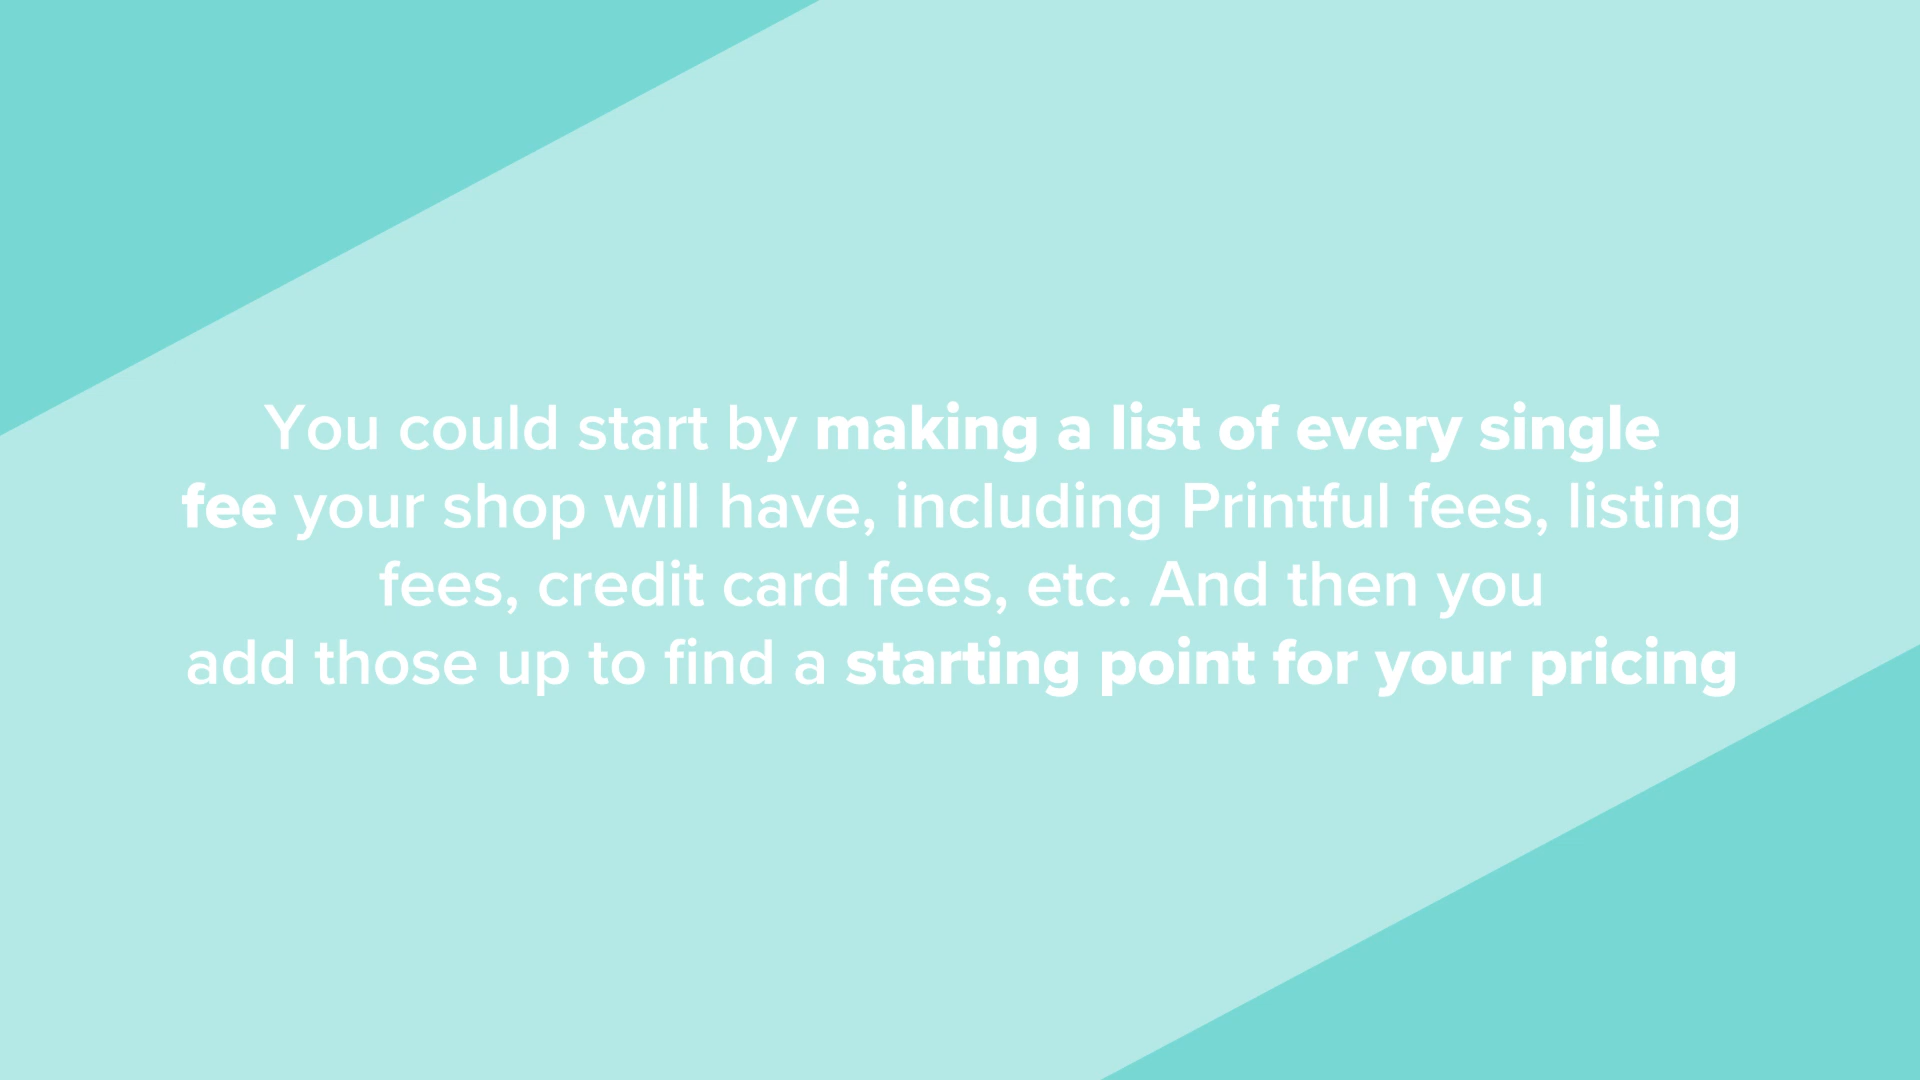 You could start by making a list of every single
fee your shop will have, including Printful fees, listing
fees, credit card fees, etc. And then you
add those up to find a starting point for your pricing